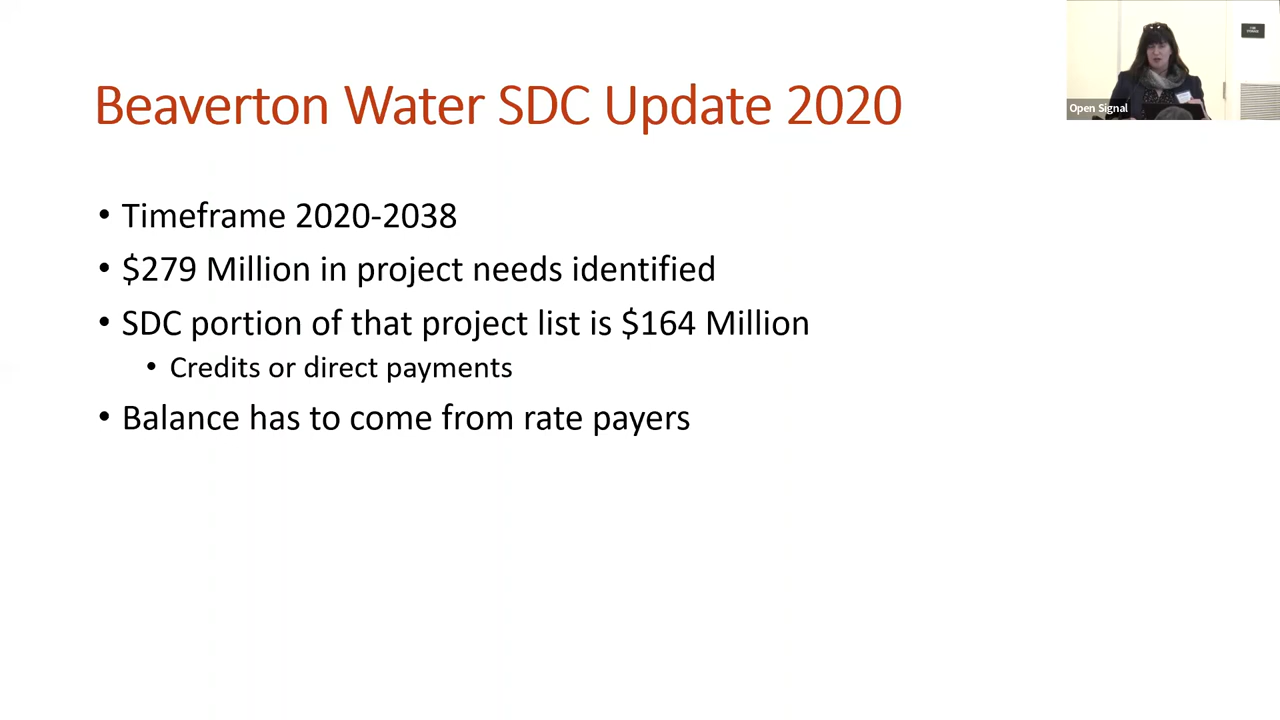 Beaverton Water SDC Update 2020
• Timeframe 2020-2038
• $279 Million in project needs identified
• SDC portion of that project list is $164 Million
• Credits or direct payments
• Balance has to come from rate payers
Open Signal